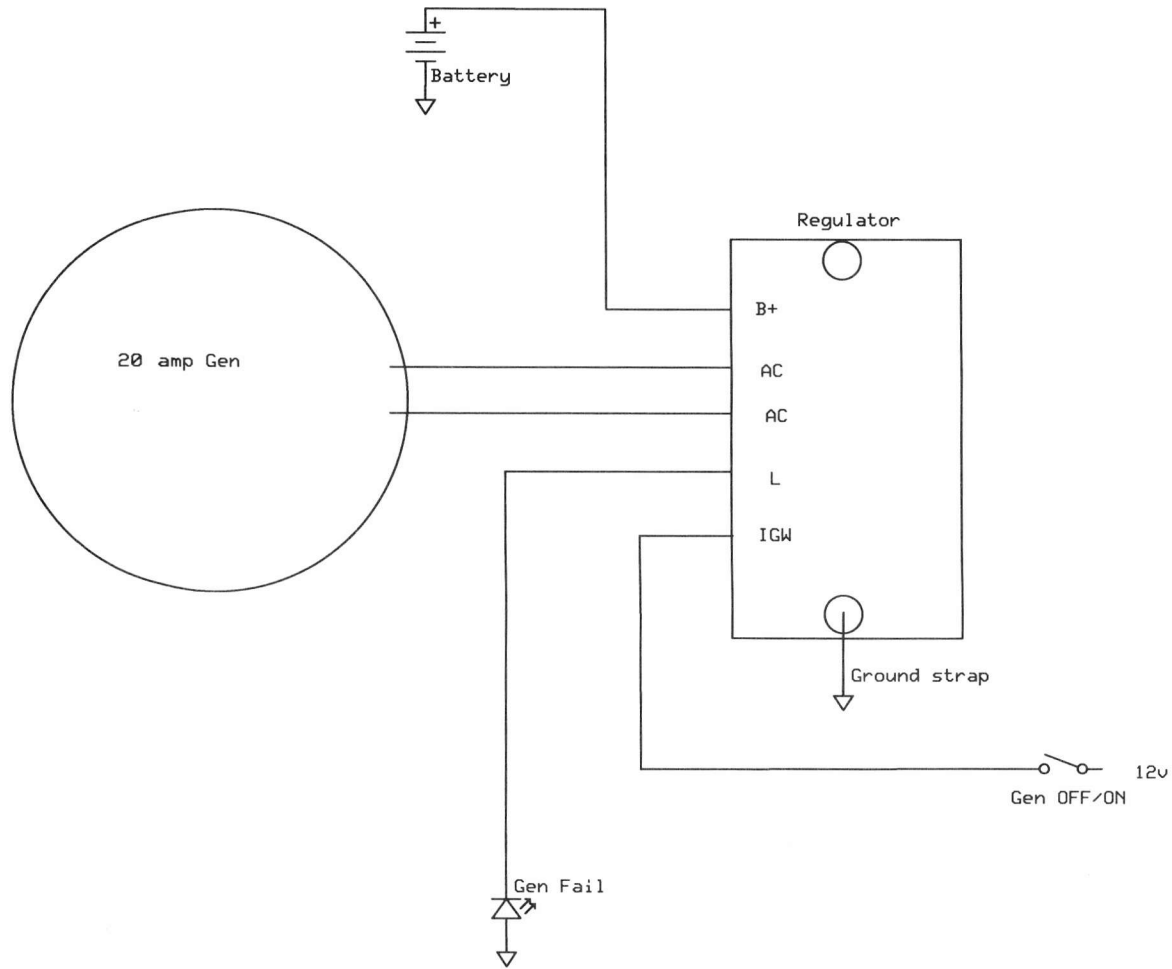 +
Battery
Regulator
B+
20 amp Gen
AC
AC
L
IGW
Ground strap
12v
Gen OFF/ON
Gen Fail